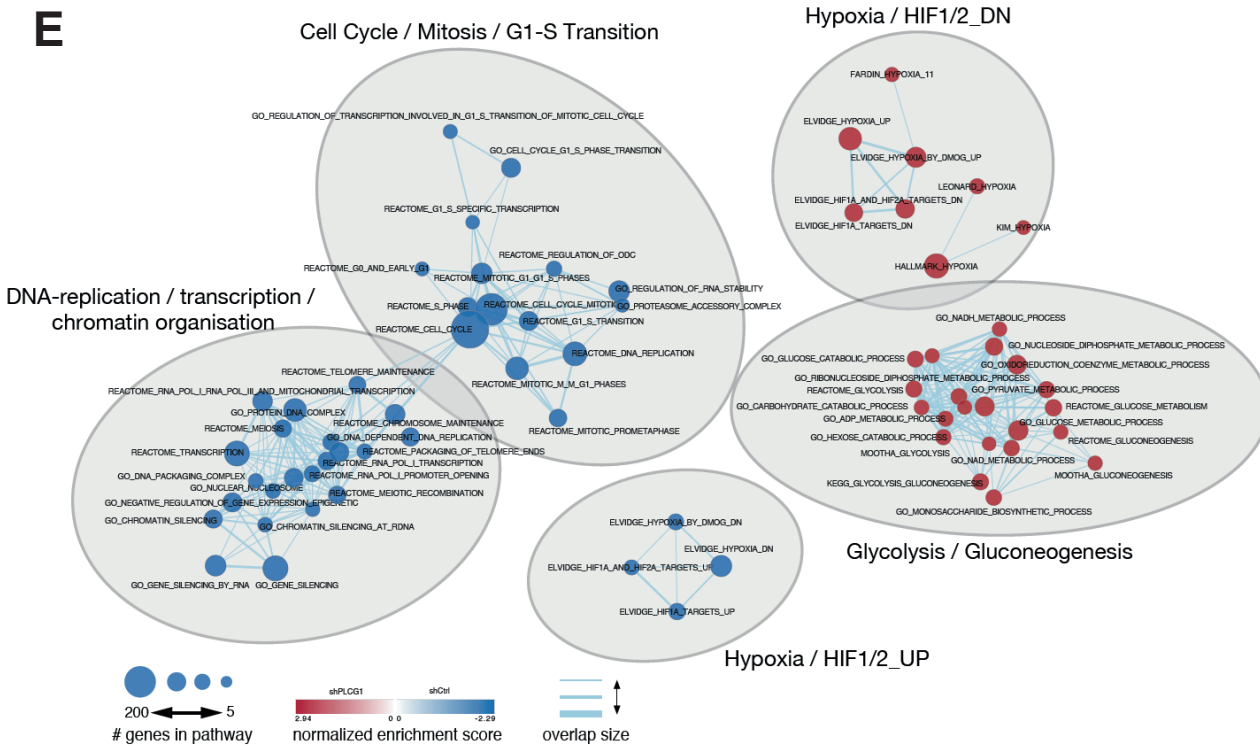 E
Cell Cycle / Mitosis / G1-S Transition
Hypoxia / HIF1/2_DN
FARDIN_HYPOXIA_11
GO_REGULATION_OF_TRANSCRIPTION_INVOLVED_IN_G1_S_TRANSITION_OF_MITOTIC_CELL_CYCLE
ELVIDGE_HYPOXIA_UP
GO_CELL_CYCLE_G1_S_PHASE_TRANSITION
ELVIDGE_HYPOXIA_BY_DMOG_UP
LEONARD_HYPOXIA
ELVIDGE_HIF1A_AND_HIF2A_TARGETS_DN
REACTOME_G1_S_SPECIFIC_TRANSCRIPTION
ELVIDGE_HIF1A_TARGETS_DN
KIM_HYPOXIA
REACTOME_REGULATION_OF_ODC
REACTOME_G0_AND_EARLY_G1
HALLMARK_HYPOXIA
REACTOME_MITOTIC_G1_G1_S_PHASES
GO_REGULATION_OF_RNA_STABILITY
DNA-replication / transcription /
chromatin organisation
REACTOME_S_PHASE
REACTOME_CELL_CYCLE_MITOTIC
GO_PROTEASOME_ACCESSORY_COMPLEX
REACTOME_G1_S_TRANSITION
REACTOME_CELL_CYCLE
REACTOME_DNA_REPLICATION
REACTOME_MITOTIC_M_M_G1_PHASES
REACTOME_MITOTIC_PROMETAPHASE
GO_NADH_METABOLIC_PROCESS
GO_NUCLEOSIDE_DIPHOSPHATE_METABOLIC_PROCESS
GO_GLUCOSE_CATABOLIC_PROCESS
GO_OXIDOREDUCTION_COENZYME_METABOLIC_PROCESS
GO_RIBONUCLEOSIDE_DIPHOSPHATE_METABOLIC_PROCESS
REACTOME_GLYCOLYSIS
GO_PYRUVATE_METABOLIC_PROCESS
GO_CARBOHYDRATE_CATABOLIC_PROCESS
REACTOME_GLUCOSE_METABOLISM
GO_ADP_METABOLIC_PROCESS
GO_GLUCOSE_METABOLIC_PROCESS
GO_HEXOSE_CATABOLIC_PROCESS
REACTOME_GLUCONEOGENESIS
MOOTHA_GLYCOLYSIS
GO_NAD_METABOLIC_PROCESS
MOOTHA_GLUCONEOGENESIS
KEGG_GLYCOLYSIS_GLUCONEOGENESIS
GO_MONOSACCHARIDE_BIOSYNTHETIC_PROCESS
Glycolysis / Gluconeogenesis
REACTOME_TELOMERE_MAINTENANCE
REACTOME_RNA_POL_I_RNA_POL_III_AND_MITOCHONDRIAL_TRANSCRIPTION
GO_PROTEIN_DNA_COMPLEX
REACTOME_CHROMOSOME_MAINTENANCE
REACTOME_MEIOSIS
GO_DNA_DEPENDENT_DNA_REPLICATION
REACTOME_TRANSCRIPTION
REACTOME_PACKAGING_OF_TELOMERE_ENDS
REACTOME_RNA_POL_I_TRANSCRIPTION
GO_DNA_PACKAGING_COMPLEX
REACTOME_RNA_POL_I_PROMOTER_OPENING
GO_NUCLEAR_NUCLEOSOME
REACTOME_MEIOTIC_RECOMBINATION
GO_NEGATIVE_REGULATION_OF_GENE_EXPRESSION_EPIGENETIC
GO_CHROMATIN_SILENCING
GO_CHROMATIN_SILENCING_AT_RDNA
GO_GENE_SILENCING_BY_RNA
GO_GENE_SILENCING
ELVIDGE_HYPOXIA_BY_DMOG_DN
ELVIDGE_HYPOXIA_DN
ELVIDGE_HIF1A_AND_HIF2A_TARGETS_UP
ELVIDGE_HIF1A_TARGETS_UP
Hypoxia / HIF1/2_UP
200 5
# genes in pathway
shPLCG1 shCtrl
2.94 0 0 -2.29
normalized enrichment score
overlap size